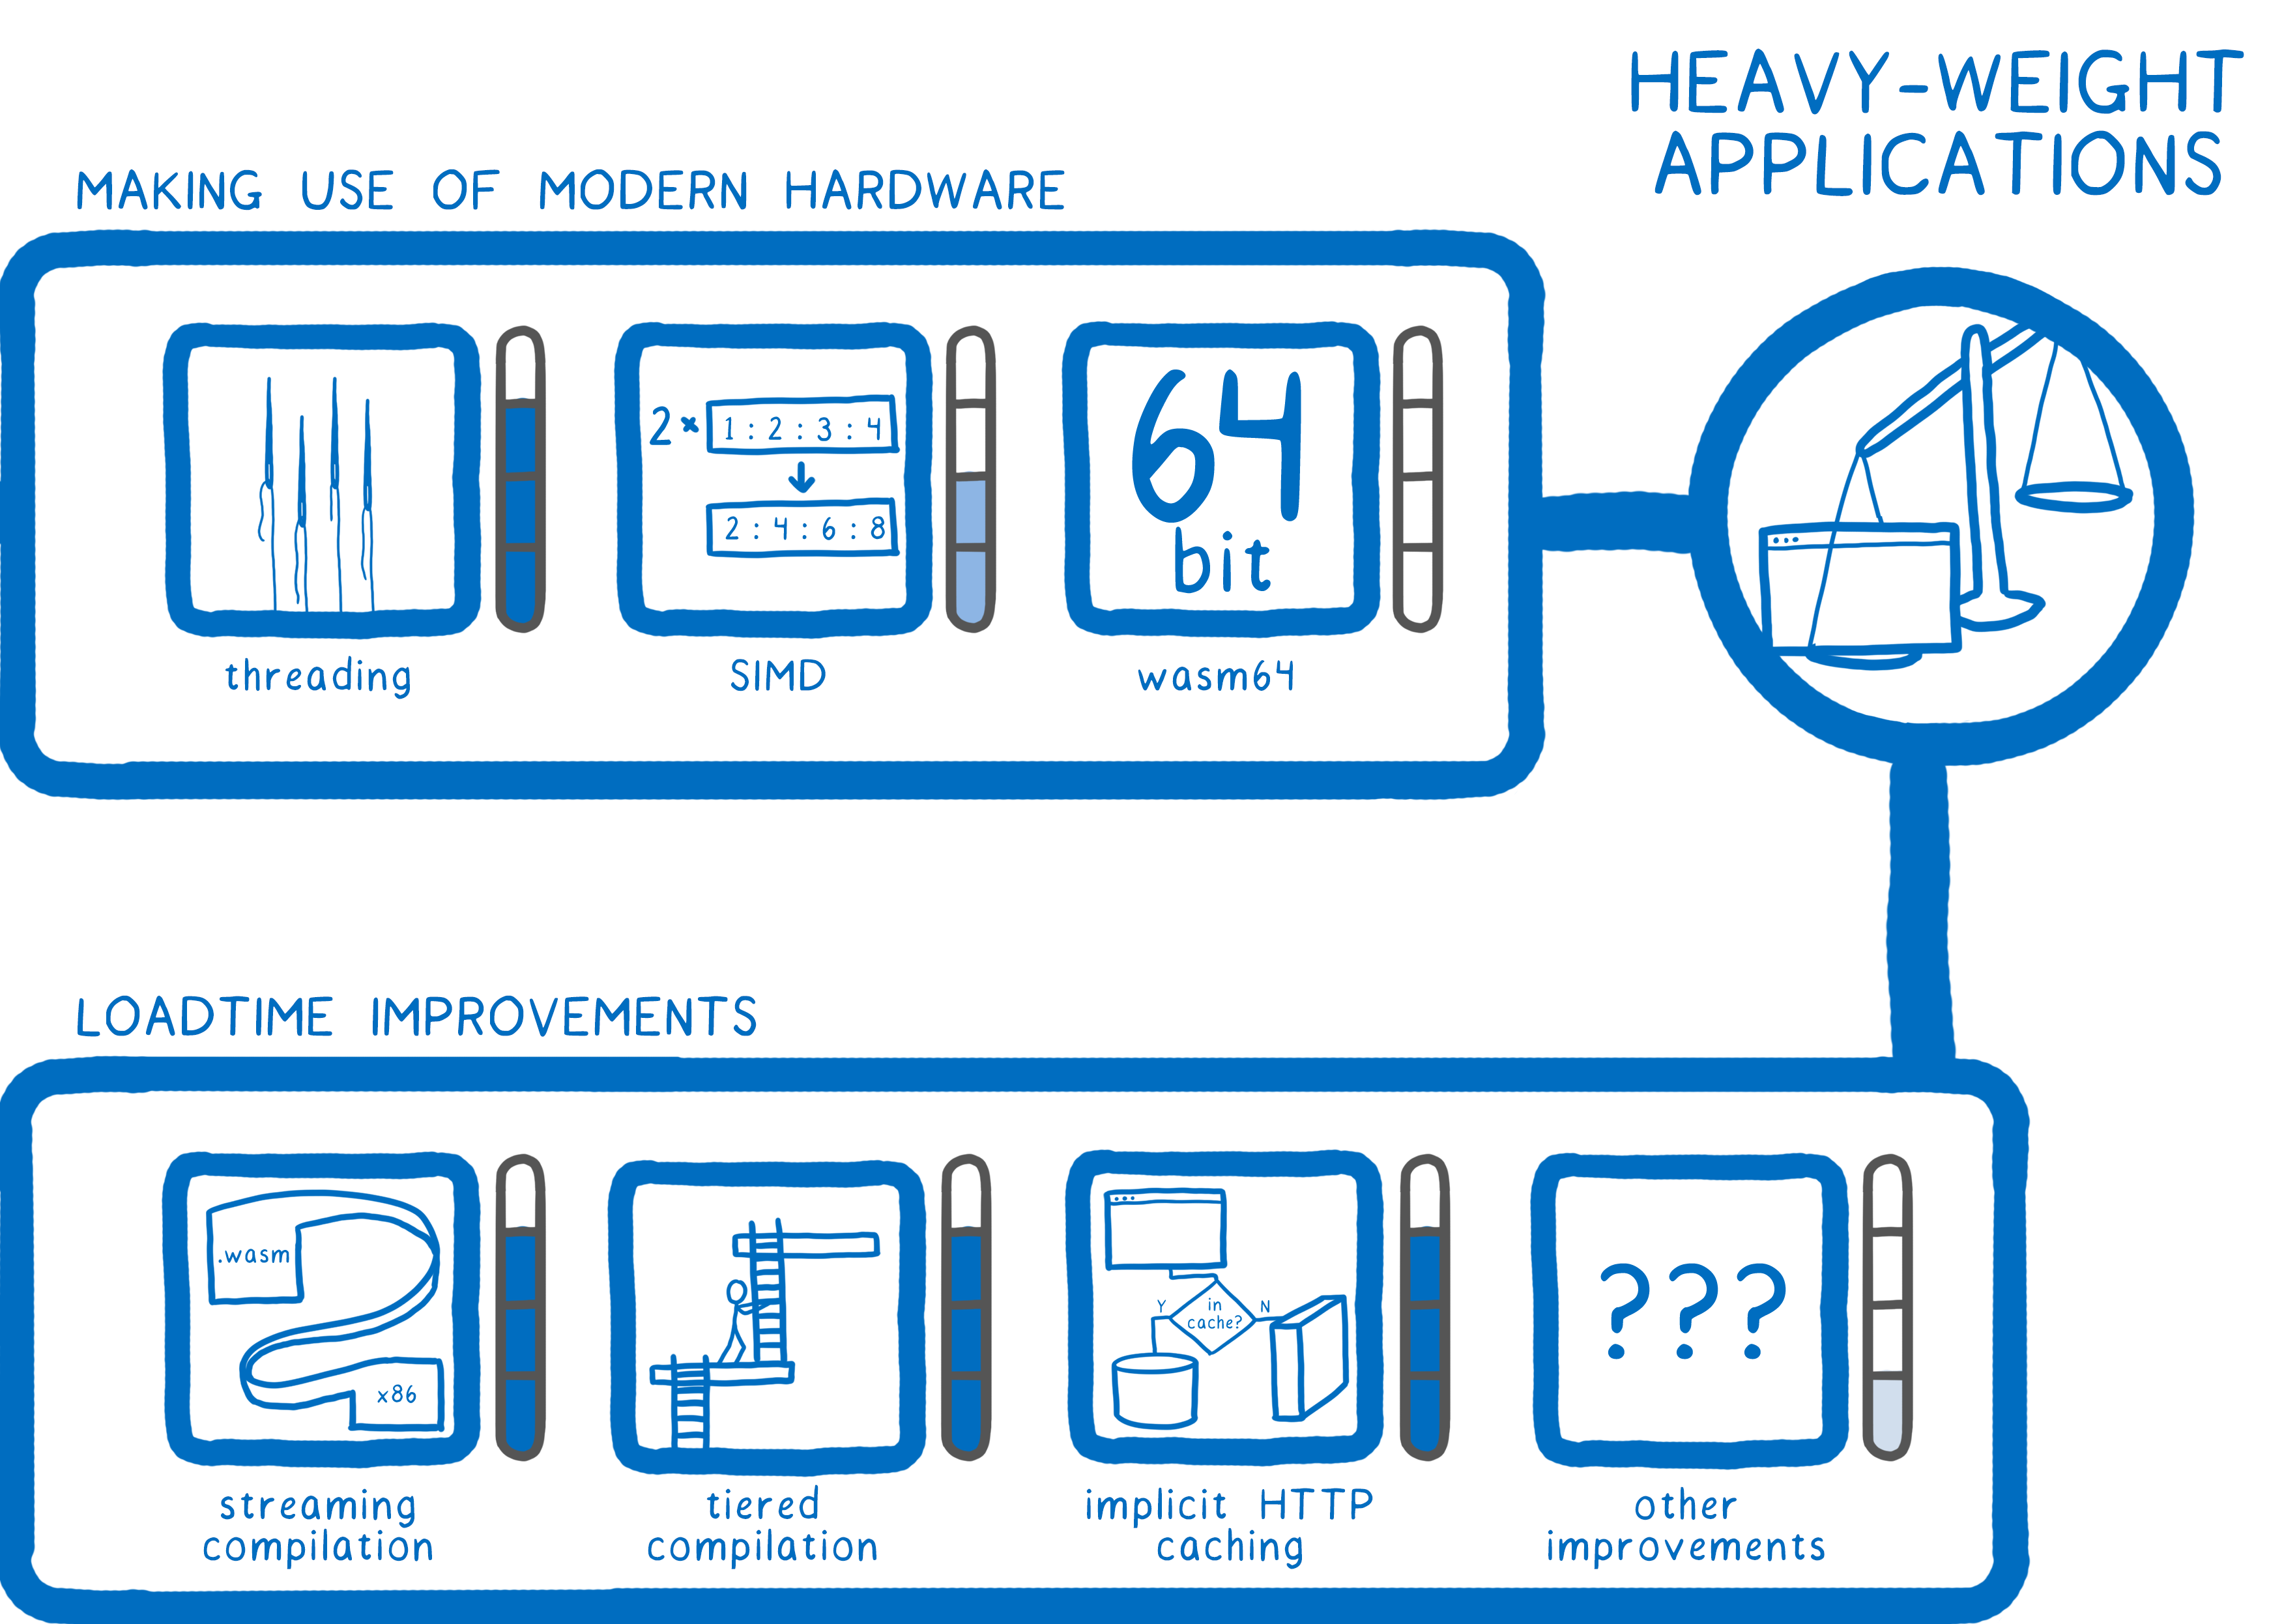 HEAVY-WEIGHT
APPLICATIONS
MAKING USE OF MODERN HARDWARE
2 × 1 : 2 : 3 : 4
2 : 4 : 6 : 8
64
bit
threading
SIMD
wasm64
LOADTIME IMPROVEMENTS
.wasm
x86
Y
in
cache?
N
???
streaming
compilation
tiered
compilation
implicit HTTP
caching
other
improvements